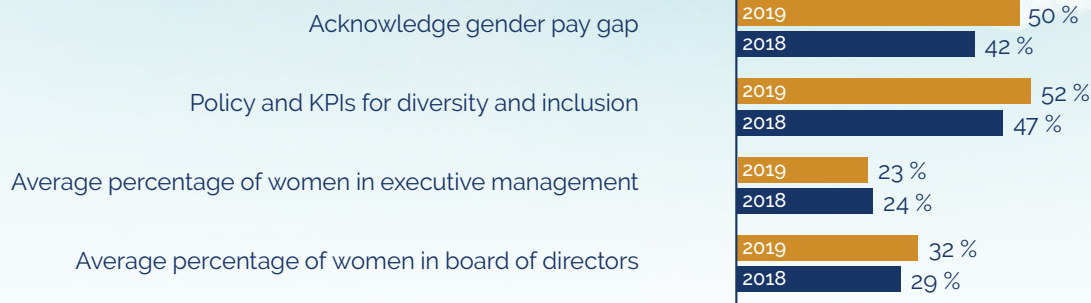 Acknowledge gender pay gap
2019 50 %
2018 42 %
Policy and KPIs for diversity and inclusion
2019 52 %
2018 47 %
Average percentage of women in executive management
2019 23 %
2018 24 %
Average percentage of women in board of directors
2019 32 %
2018 29 %